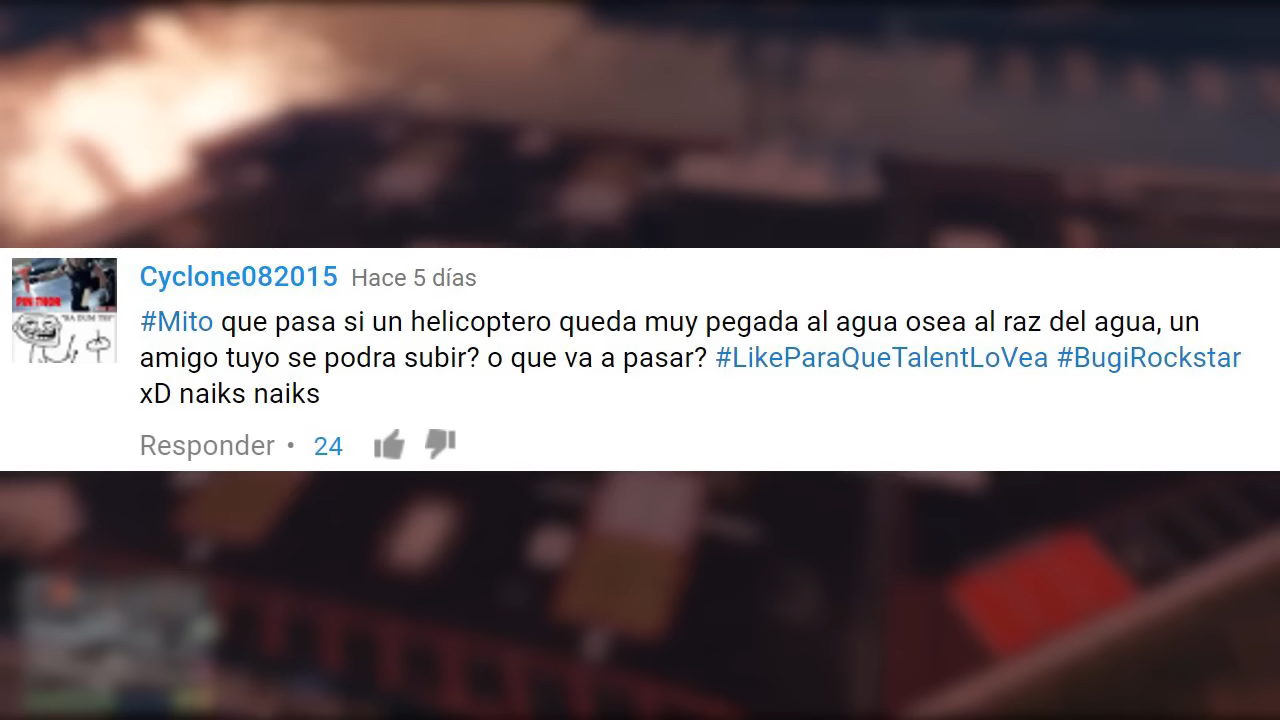 Cyclone082015 Hace 5 días
#Mito que pasa si un helicoptero queda muy pegada al agua osea al raz del agua, un
amigo tuyo se podra subir? o que va a pasar? #LikeParaQueTalentLoVea #BugiRockstar
xD naiks naiks
Responder • 24